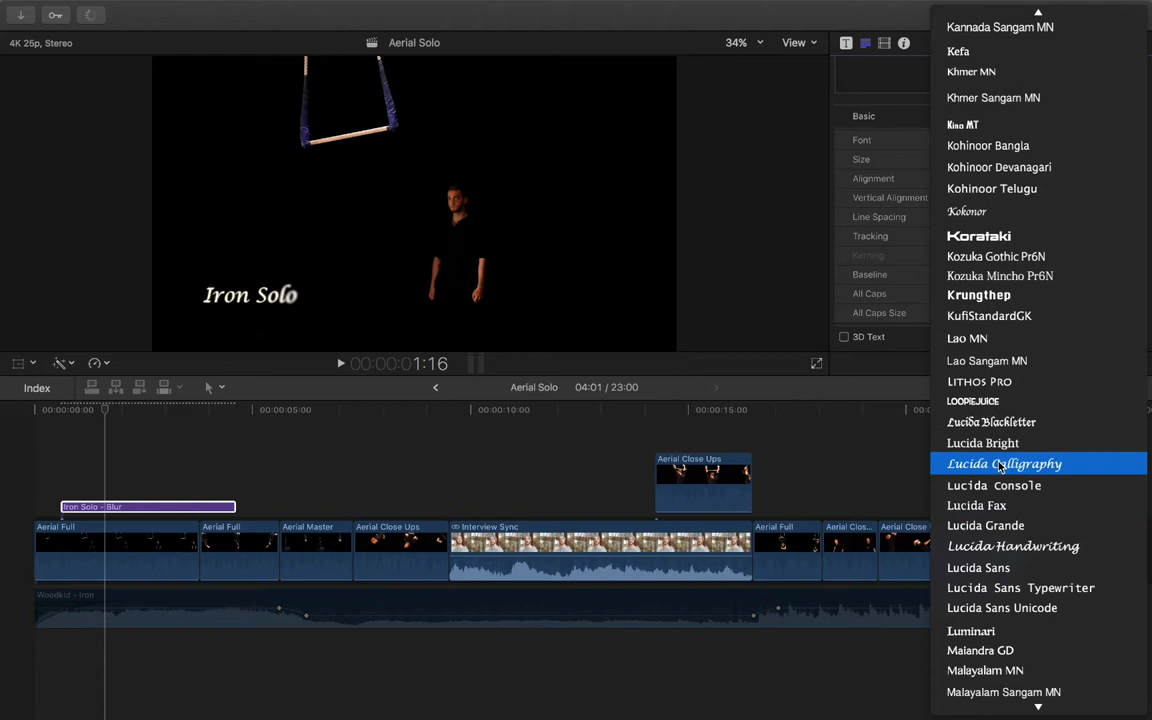 4K 25p, Stereo
Aerial Solo
34%
View
Iron Solo
00:00:01:16
Basic
Font
Size
Alignment
Vertical Alignment
Line Spacing
Tracking
Kerning
Baseline
All Caps
All Caps Size
3D Text
Kannada Sangam MN
Kefa
Khmer MN
Khmer Sangam MN
Kino MT
Kohinoor Bangla
Kohinoor Devanagari
Kohinoor Telugu
Kokonor
Korataki
Kozuka Gothic Pr6N
Kozuka Mincho Pr6N
Krungthep
KufiStandardGK
Lao MN
Lao Sangam MN
LITHOS PRO
LOOPIEJUICE
Lucida Blackletter
Lucida Bright
Lucida Calligraphy
Lucida Console
Lucida Fax
Lucida Grande
Lucida Handwriting
Lucida Sans
Lucida Sans Typewriter
Lucida Sans Unicode
Luminari
Maiandra GD
Malayalam MN
Malayalam Sangam MN
Index
Aerial Solo
04:01 / 23:00
00:00:00:00
00:00:05:00
00:00:10:00
00:00:15:00
00:0
Aerial Close Ups
Iron Solo - Blur
Aerial Full
Aerial Full
Aerial Master
Aerial Close Ups
Interview Sync
Aerial Full
Aerial Clos...
Aerial Close
Woodkid - Iron